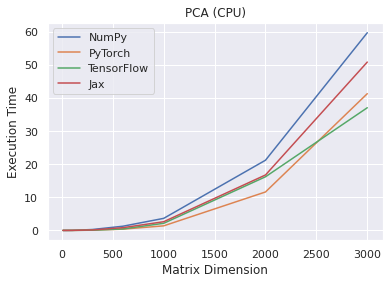 PCA (CPU)
NumPy
PyTorch
TensorFlow
Jax
Execution Time
60
50
40
30
20
10
0
0 500 1000 1500 2000 2500 3000
Matrix Dimension